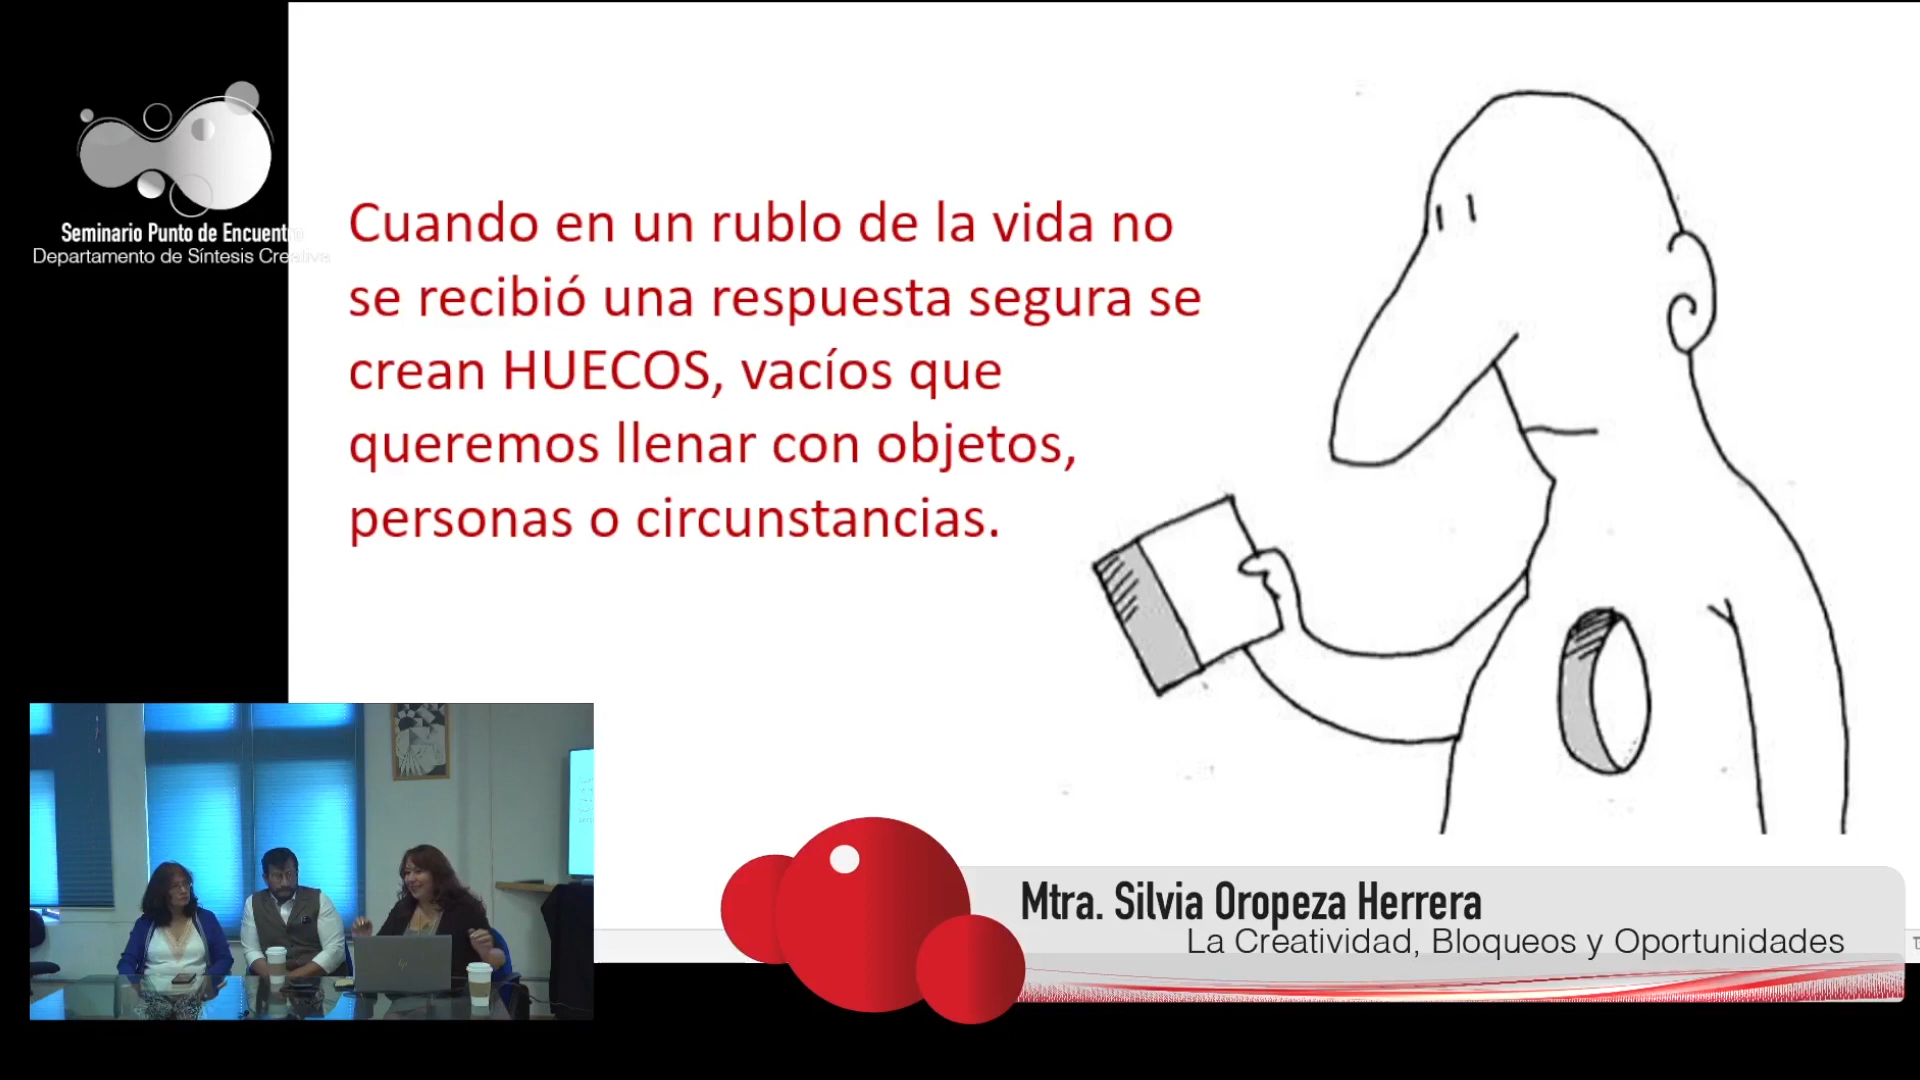 Seminario Punto de Encuentro
Departamento de Síntesis Creativa
Cuando en un rublo de la vida no
se recibió una respuesta segura se
crean HUECOS, vacíos que
queremos llenar con objetos,
personas o circunstancias.
Mtra. Silvia Oropeza Herrera
La Creatividad, Bloqueos y Oportunidades